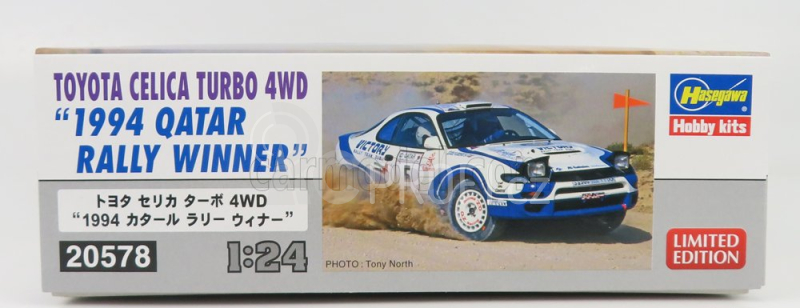 TOYOTA CELICA TURBO 4WD
"1994 QATAR
RALLY WINNER"
トヨタ セリカ ターボ 4WD
"1994 カタール ラリー ウィナー"
20578
1:24
PHOTO : Tony North
VICTORY
Hasegawa
Hobby kits
LIMITED
EDITION